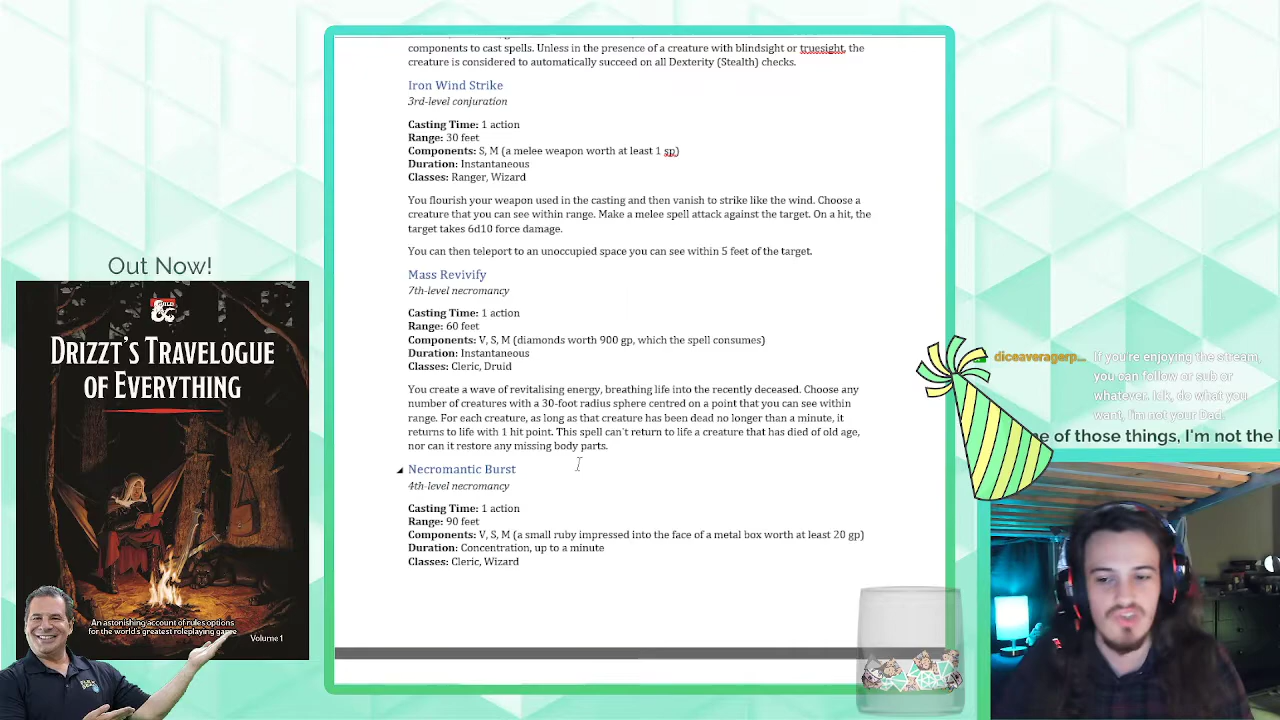 components to cast spells. Unless in the presence of a creature with blindsight or truesight, the
creature is considered to automatically succeed on all Dexterity (Stealth) checks.
Iron Wind Strike
3rd-level conjuration
Casting Time: 1 action
Range: 30 feet
Components: S, M (a melee weapon worth at least 1 sp)
Duration: Instantaneous
Classes: Ranger, Wizard
You flourish your weapon used in the casting and then vanish to strike like the wind. Choose a
creature that you can see within range. Make a melee spell attack against the target. On a hit, the
target takes 6d10 force damage.
You can then teleport to an unoccupied space you can see within 5 feet of the target.
Mass Revivify
7th-level necromancy
Casting Time: 1 action
Range: 60 feet
Components: V, S, M (diamonds worth 900 gp, which the spell consumes)
Duration: Instantaneous
Classes: Cleric, Druid
You create a wave of revitalising energy, breathing life into the recently deceased. Choose any
number of creatures with a 30-foot radius sphere centred on a point that you can see within
range. For each creature, as long as that creature has been dead no longer than a minute, it
returns to life with 1 hit point. This spell can't return to life a creature that has died of old age,
nor can it restore any missing body parts.
Necromantic Burst
4th-level necromancy
Casting Time: 1 action
Range: 90 feet
Components: V, S, M (a small ruby impressed into the face of a metal box worth at least 20 gp)
Duration: Concentration, up to a minute
Classes: Cleric, Wizard
Out Now!
DRIZZT'S TRAVELOGUE
OF EVERYTHING
An astonishing account of rules options
for the world's greatest roleplaying game
Volume 1
diceaveragerp... If you're enjoying the stream,
you can follow or sub or
whatever. Ick, do what you
want, I'm not your Dad.
e of those things, I'm not the